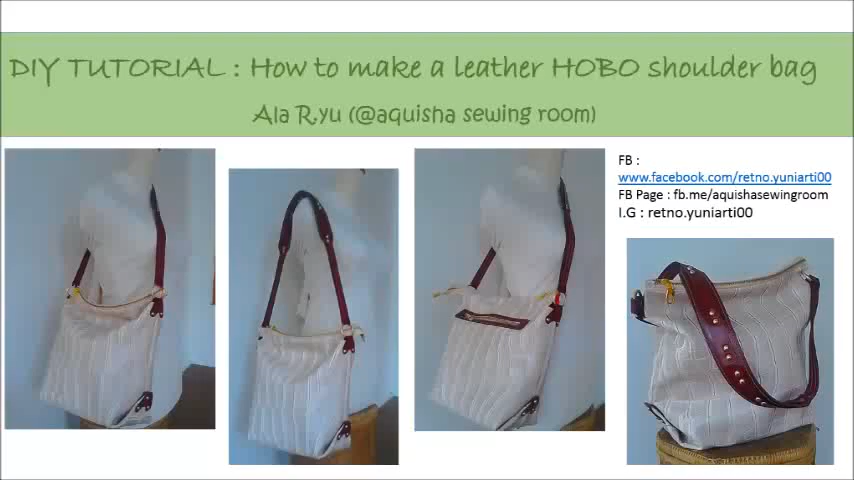 DIY TUTORIAL : How to make a leather HOBO shoulder bag
Ala R.yu (@aquisha sewing room)
FB :
www.facebook.com/retno.yuniarti00
FB Page : fb.me/aquishasewingroom
I.G : retno.yuniarti00